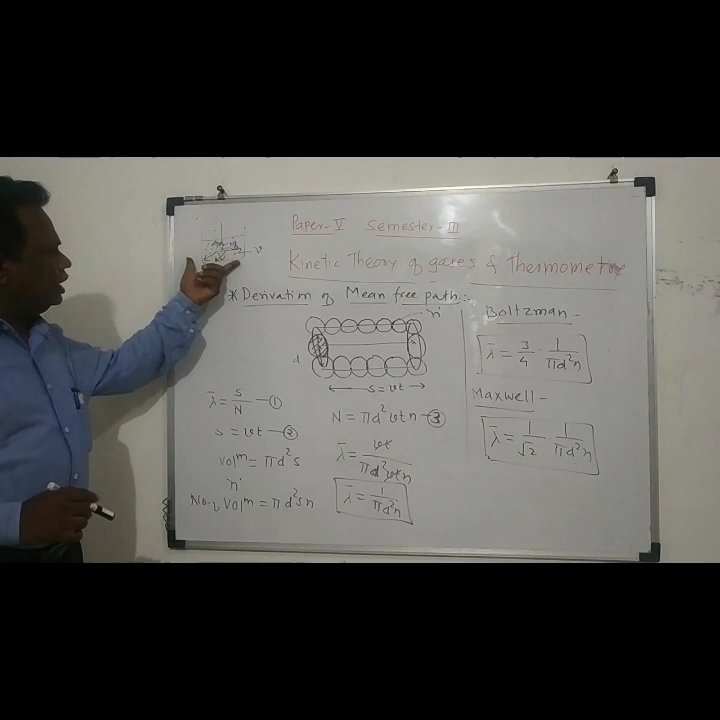 Paper-V Semester-III
Kinetic Theory of gases & Thermometry
* Derivation of Mean free path:-
'n'
d
s = vt
λ̄ = s/N — ①
s = vt — ②
volᵐ = πd²s
'n'
No. of volᵐ = πd²sn
N = πd²vtn — ③
λ̄ = vt/πd²vtn
λ̄ = 1/πd²n
Boltzman -
λ̄ = 3/4 · 1/πd²n
Maxwell -
λ̄ = 1/√2 · 1/πd²n